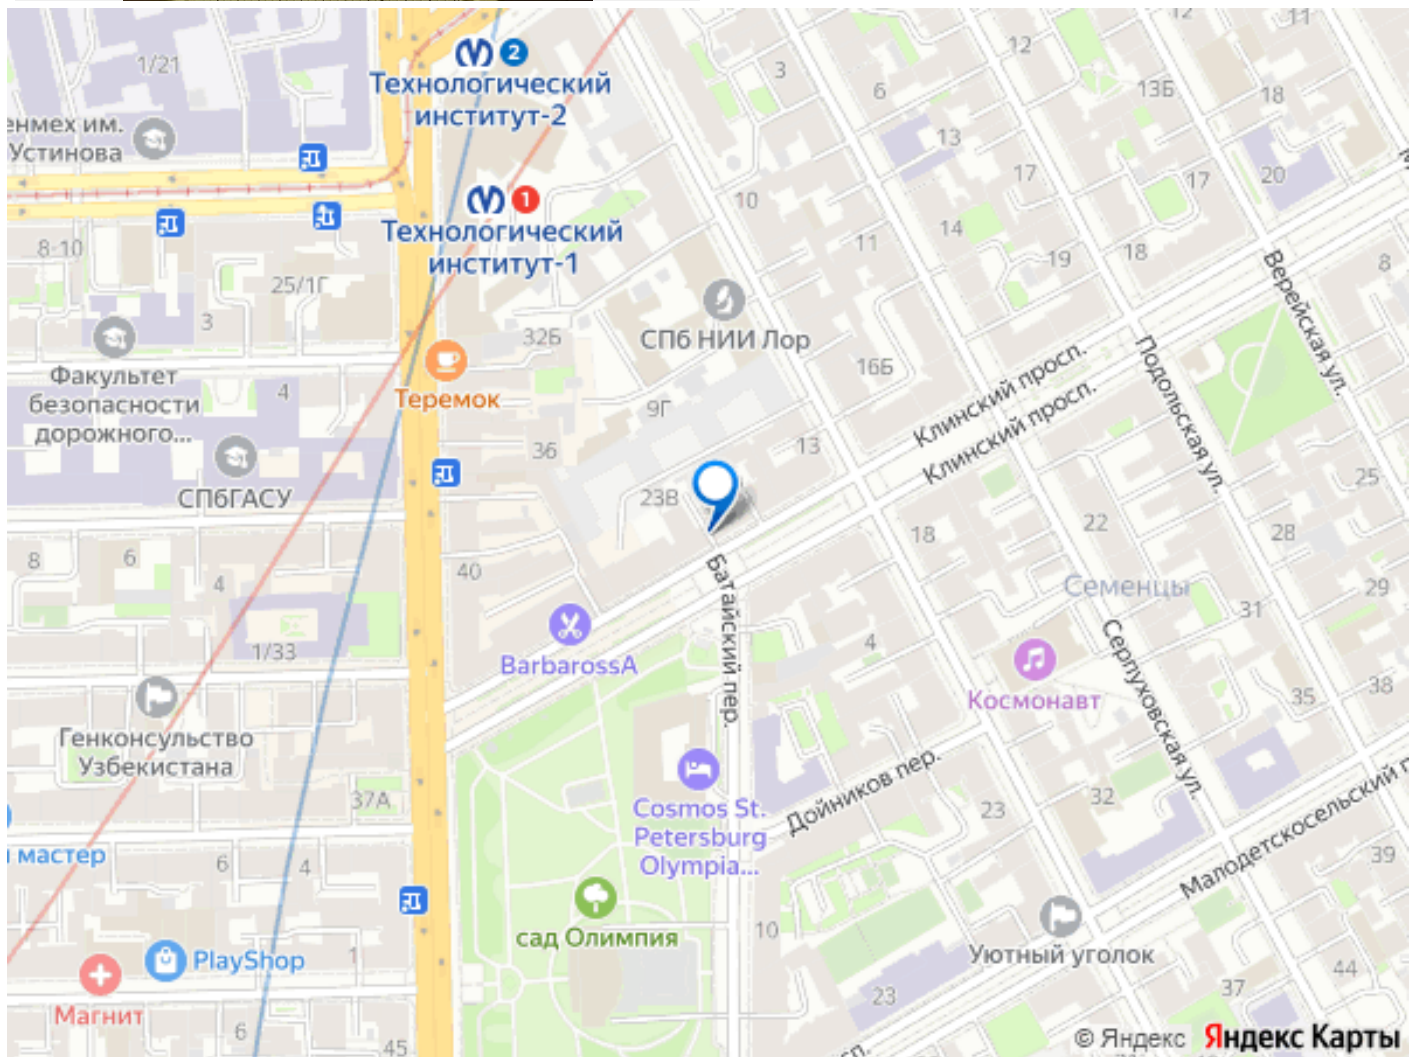 1/21
2
Технологический
институт-2
енмех им.
Устинова
1
Технологический
институт-1
8-10
25/1Г
3
Факультет
безопасности
дорожного...
4
СПбГАСУ
Теремок
32Б
36
СПб НИИ Лор
9Г
23В
13
16Б
3
6
10
11
12
13
14
17
19
12
11
13Б
18
20
17
18
8
Верейская ул.
Подольская ул.
Клинский просп.
Клинский просп.
25
28
29
22
18
Семенцы
31
35
38
Серпуховская ул.
Космонавт
4
Батайский пер.
40
BarbarossA
8
6
4
1/33
Генконсульство
Узбекистана
37А
мастер
6
4
PlayShop
1
Магнит
6
45
Cosmos St.
Petersburg
Olympia...
сад Олимпия
Дойников пер.
23
32
Малодетскосельский п
39
10
Уютный уголок
23
37
44
сп.
© Яндекс Яндекс Карты